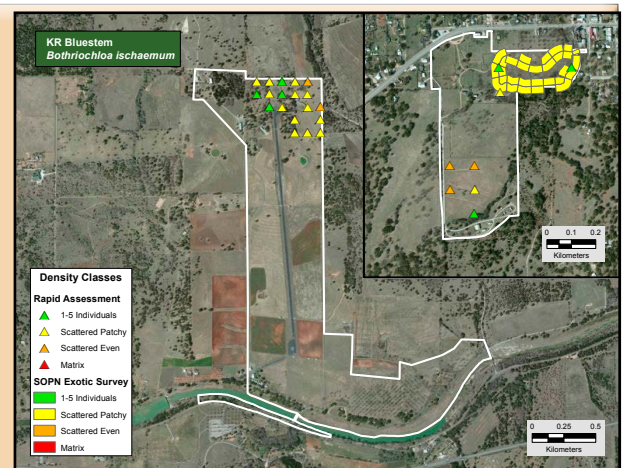 KR Bluestem
Bothriochloa ischaemum
Density Classes
Rapid Assessment
1-5 Individuals
Scattered Patchy
Scattered Even
Matrix
SOPN Exotic Survey
1-5 Individuals
Scattered Patchy
Scattered Even
Matrix
0 0.1 0.2
Kilometers
0 0.25 0.5
Kilometers